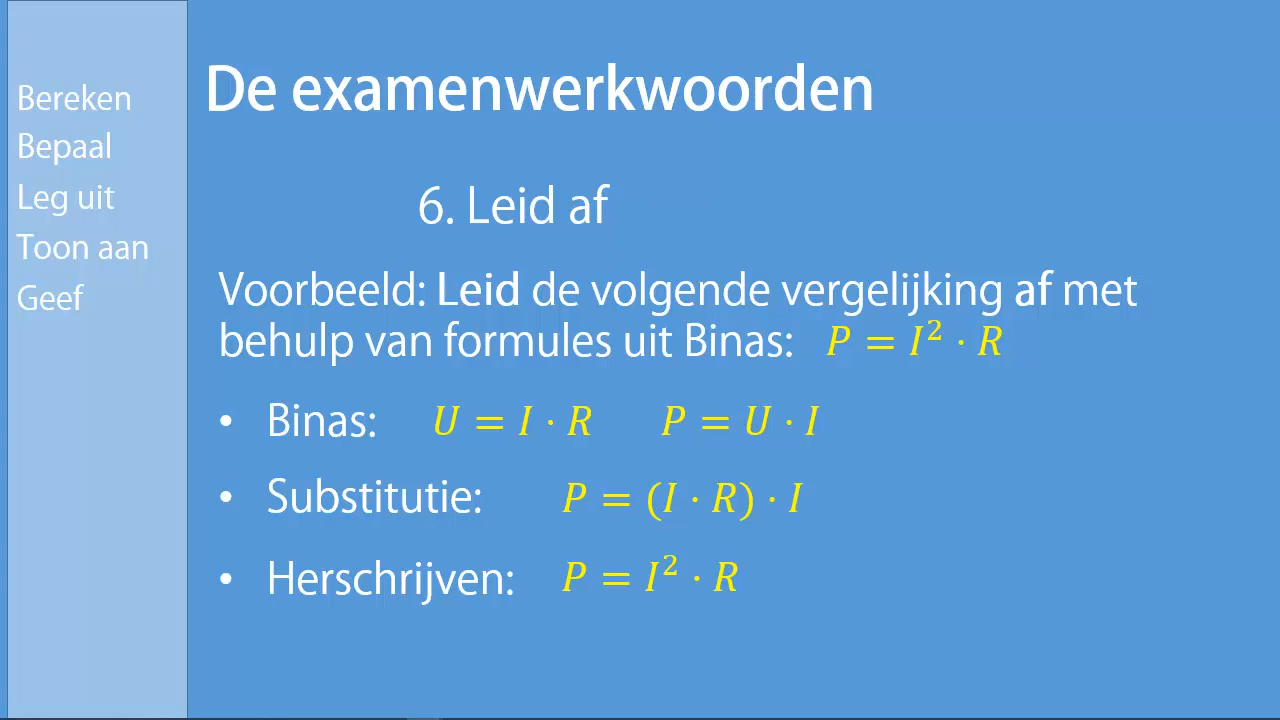 Bereken
Bepaal
Leg uit
Toon aan
Geef
De examenwerkwoorden
6. Leid af
Voorbeeld: Leid de volgende vergelijking af met
behulp van formules uit Binas: P = I² · R
• Binas: U = I · R P = U · I
• Substitutie: P = (I · R) · I
• Herschrijven: P = I² · R